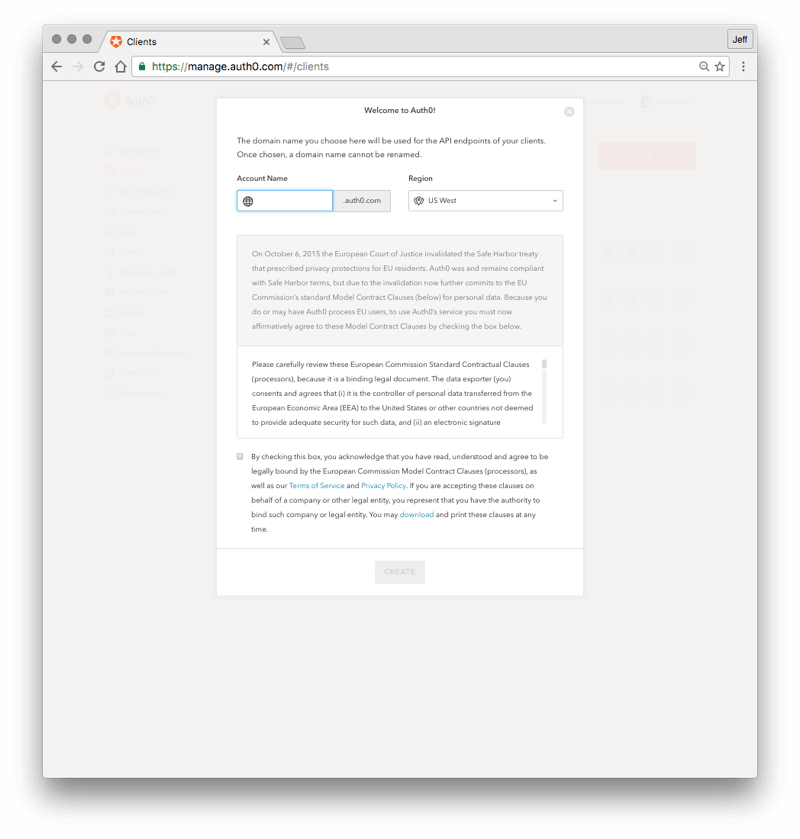 Clients
Jeff
https://manage.auth0.com/#/clients
Auth0
Welcome to Auth0!
The domain name you choose here will be used for the API endpoints of your clients.
Once chosen, a domain name cannot be renamed.
Account Name
Region
.auth0.com
US West
On October 6, 2015 the European Court of Justice invalidated the Safe Harbor treaty
that prescribed privacy protections for EU residents. Auth0 was and remains compliant
with Safe Harbor terms, but due to the invalidation now further commits to the EU
Commission's standard Model Contract Clauses (below) for personal data. Because you
do or may have Auth0 process EU users, to use Auth0's service you must now
affirmatively agree to these Model Contract Clauses by checking the box below.
Please carefully review these European Commission Standard Contractual Clauses
(processors), because it is a binding legal document. The data exporter (you)
consents and agrees that (i) it is the controller of personal data transferred from the
European Economic Area (EEA) to the United States or other countries not deemed
to provide adequate security for such data, and (ii) an electronic signature
By checking this box, you acknowledge that you have read, understood and agree to be
legally bound by the European Commission Model Contract Clauses (processors), as
well as our Terms of Service and Privacy Policy. If you are accepting these clauses on
behalf of a company or other legal entity, you represent that you have the authority to
bind such company or legal entity. You may download and print these clauses at any
time.
CREATE